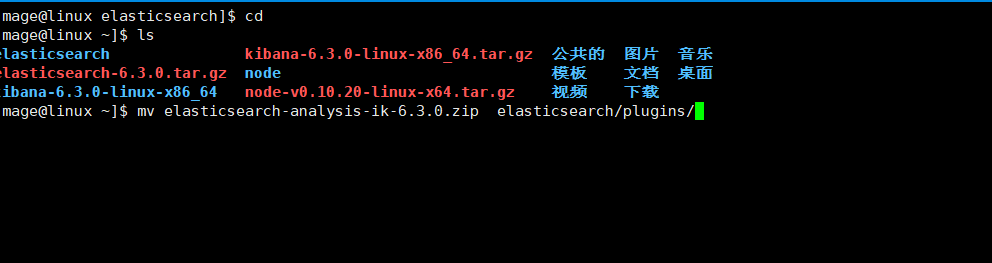 mage@linux elasticsearch]$ cd
mage@linux ~]$ ls
elasticsearch kibana-6.3.0-linux-x86_64.tar.gz 公共的 图片 音乐
elasticsearch-6.3.0.tar.gz node 模板 文档 桌面
kibana-6.3.0-linux-x86_64 node-v0.10.20-linux-x64.tar.gz 视频 下载
mage@linux ~]$ mv elasticsearch-analysis-ik-6.3.0.zip elasticsearch/plugins/